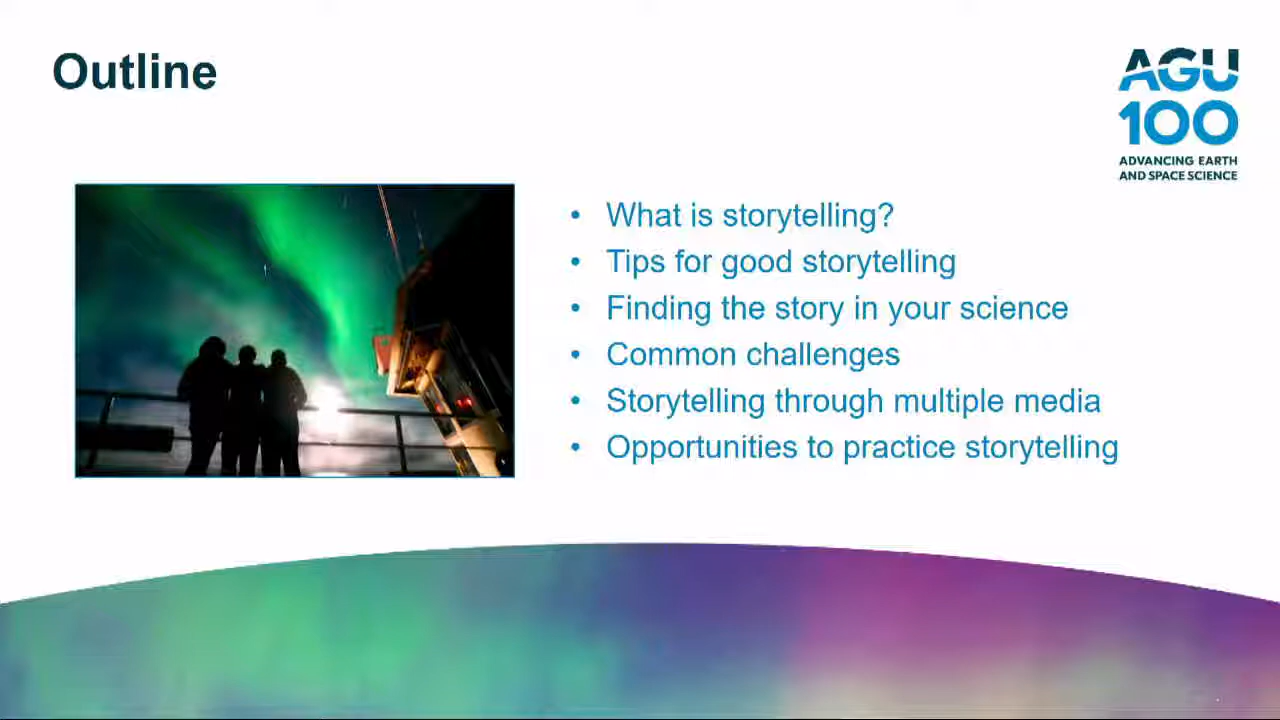 Outline
AGU
100
ADVANCING EARTH
AND SPACE SCIENCE
• What is storytelling?
• Tips for good storytelling
• Finding the story in your science
• Common challenges
• Storytelling through multiple media
• Opportunities to practice storytelling